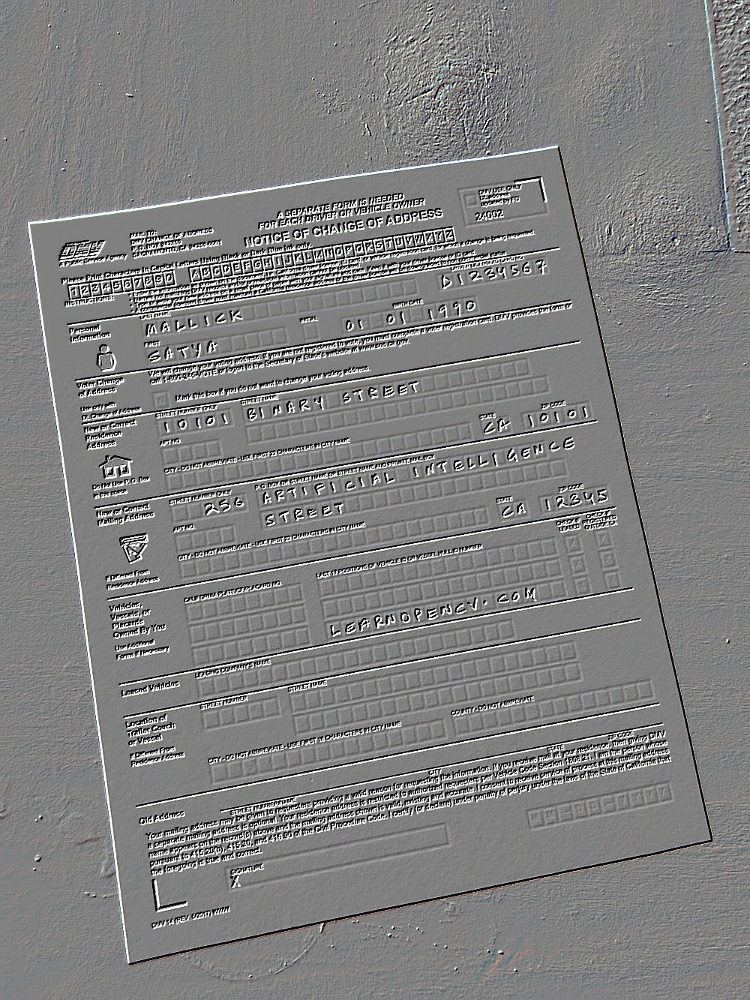 A SEPARATE FORM IS NEEDED
FOR EACH DRIVER OR VEHICLE OWNER
NOTICE OF CHANGE OF ADDRESS
DMV USE ONLY
24002
MAIL TO:
DMV CHANGE OF ADDRESS
SACRAMENTO, CA 94269-0001
A Public Service Agency
Please Print Characters in Capital Letters Using Black or Dark Blue Ink only.
1234567890 ABCDEFGHIJKLMNOPQRSTUVWXYZ
INSTRUCTIONS:
D1234567
Personal
Information
LAST NAME
MALLICK
FIRST
SATYA
INITIAL
BIRTH DATE
01 01 1990
Voter Change
of Address
We will change your voting address. If you are not registered to vote, you must complete a voter registration card. DMV provides the form or
call 1-800-345-VOTE or logon to the Secretary of State's website at www.sos.ca.gov.
Mark this box if you do not want to change your voting address.
Use only with
DL Change of Address
New or Correct
Residence
Address
STREET NUMBER ONLY
10101
STREET NAME
BINARY STREET
APT NO.
CITY - DO NOT ABBREVIATE - USE FIRST 23 CHARACTERS IN CITY NAME
STATE
CA
ZIP CODE
10101
Do Not Use P. O. Box
in this space
New or Correct
Mailing Address
STREET NUMBER ONLY
256
P.O. BOX OR STREET NAME OR STREET NAME AND PRIVATE MAIL BOX
ARTIFICIAL INTELLIGENCE
STREET
APT NO.
CITY - DO NOT ABBREVIATE - USE FIRST 23 CHARACTERS IN CITY NAME
STATE
CA
ZIP CODE
12345
If Different From
Residence Address
Vehicles,
Vessels, or
Placards
Owned By You
Use Additional
Forms if Necessary
CALIFORNIA PLATE/CF/PLACARD NO.
LAST 17 POSITIONS OF VEHICLE ID OR VESSEL HULL ID NUMBER
CHECK IF
LEASED
CHECK IF
REGISTERED
OUTSIDE CA
LEARNOPENCV.COM
Leased Vehicles
LEASING COMPANY'S NAME
Location of
Trailer Coach
or Vessel
If Different From
Residence Address
STREET NUMBER
STREET NAME
CITY - DO NOT ABBREVIATE - USE FIRST 16 CHARACTERS IN CITY NAME
COUNTY - DO NOT ABBREVIATE
Old Address
STREET NUMBER/NAME
CITY
STATE
ZIP CODE
Your mailing address may be given to requesters providing a valid reason for requesting the information. If you receive mail at your residence, then giving DMV
a separate mailing address is optional. Your residence address is restricted to authorized requesters per Vehicle Code Section 1808.21. I am the person whose
name appears on the record(s) above and the mailing address shown is valid, existing and accurate. I consent to receive service of process at this mailing address
pursuant to 415.20(b), 415.30, and 416.90 of the Civil Procedure Code. I certify (or declare) under penalty of perjury under the laws of the State of California that
the foregoing is true and correct.
SIGNATURE
X
DMV 14 (REV. 5/2017) WWW